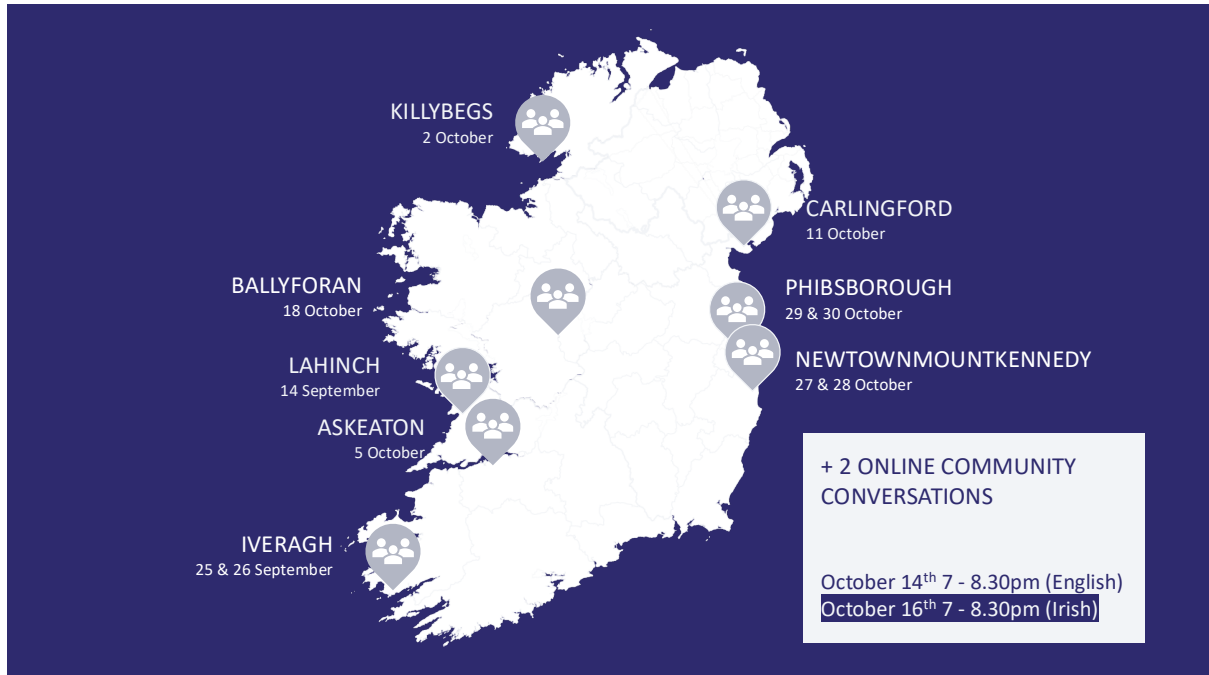 KILLYBEGS
2 October
CARLINGFORD
11 October
BALLYFORAN
18 October
PHIBSBOROUGH
29 & 30 October
LAHINCH
14 September
NEWTOWNMOUNTKENNEDY
27 & 28 October
ASKEATON
5 October
IVERAGH
25 & 26 September
+ 2 ONLINE COMMUNITY
CONVERSATIONS
October 14th 7 - 8.30pm (English)
October 16th 7 - 8.30pm (Irish)